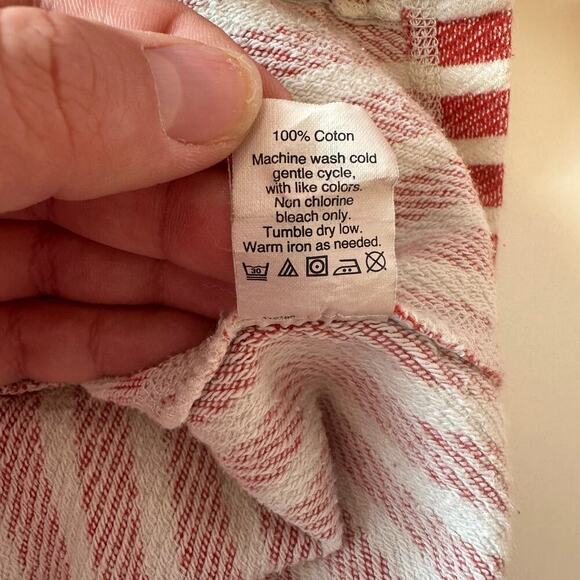 100% Coton
Machine wash cold
gentle cycle,
with like colors.
Non chlorine
bleach only.
Tumble dry low.
Warm iron as needed.
30